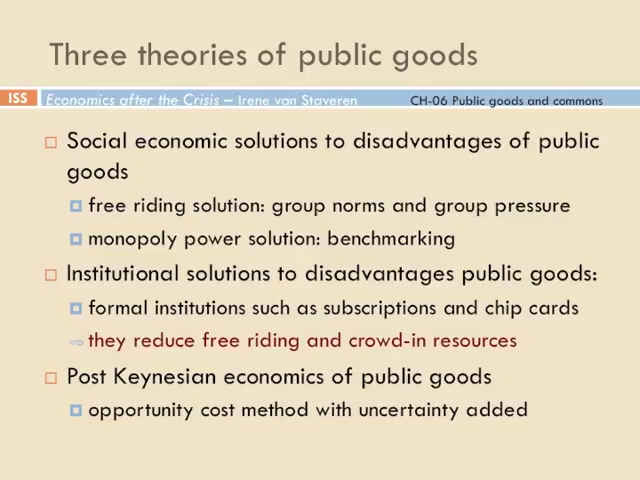 Three theories of public goods
ISS Economics after the Crisis – Irene van Staveren CH-06 Public goods and commons
Social economic solutions to disadvantages of public
goods
free riding solution: group norms and group pressure
monopoly power solution: benchmarking
Institutional solutions to disadvantages public goods:
formal institutions such as subscriptions and chip cards
⇒ they reduce free riding and crowd-in resources
Post Keynesian economics of public goods
opportunity cost method with uncertainty added